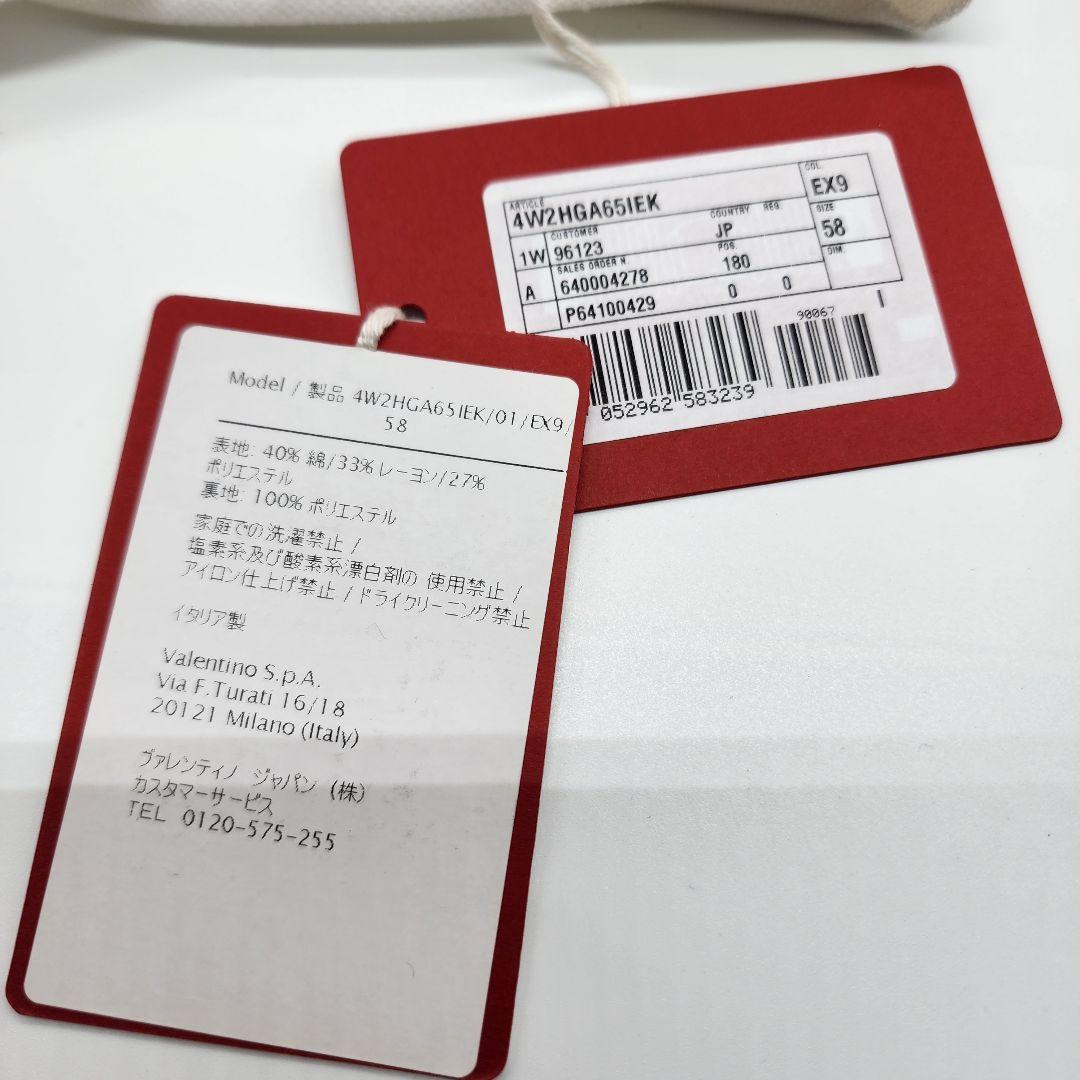 ARTICLE
4W2HGA65IEK
COL.
EX9
1W
CUSTOMER
96123
COUNTRY
JP
REG.
SIZE
58
A
SALES ORDER N.
640004278
POS.
180
DIM.
P64100429
0 0
I
90067
052962 583239
Model / 製品 4W2HGA65IEK/01/EX9/
58
表地: 40% 綿/33% レーヨン/27%
ポリエステル
裏地: 100% ポリエステル
家庭での洗濯禁止 /
塩素系及び酸素系漂白剤の 使用禁止 /
アイロン仕上げ禁止 / ドライクリーニング禁止
イタリア製
Valentino S.p.A.
Via F.Turati 16/18
20121 Milano (Italy)
ヴァレンティノ ジャパン (株)
カスタマーサービス
TEL 0120-575-255